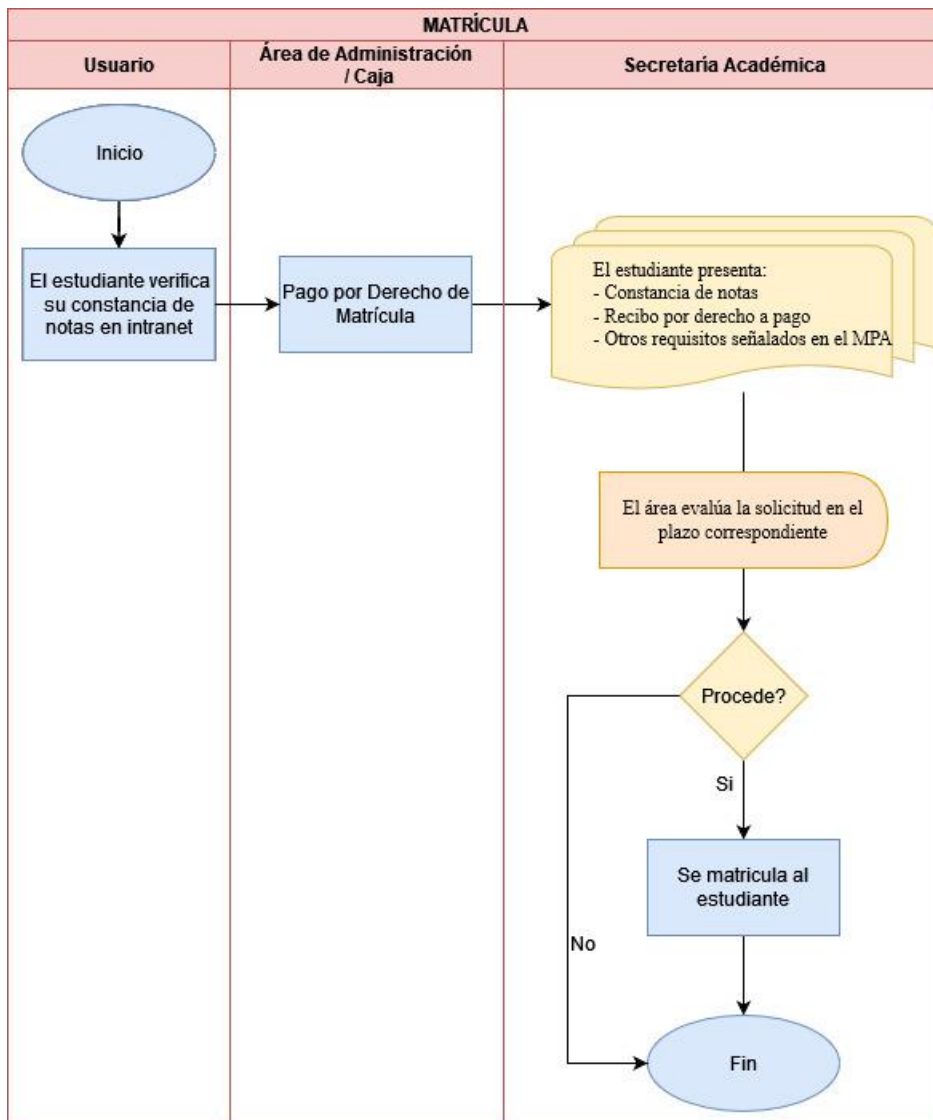 MATRÍCULA
Usuario
Área de Administración
/ Caja
Secretaría Académica
Inicio
El estudiante verifica
su constancia de
notas en intranet
Pago por Derecho de
Matrícula
El estudiante presenta:
- Constancia de notas
- Recibo por derecho a pago
- Otros requisitos señalados en el MPA
El área evalúa la solicitud en el
plazo correspondiente
Procede?
Si
Se matricula al
estudiante
No
Fin